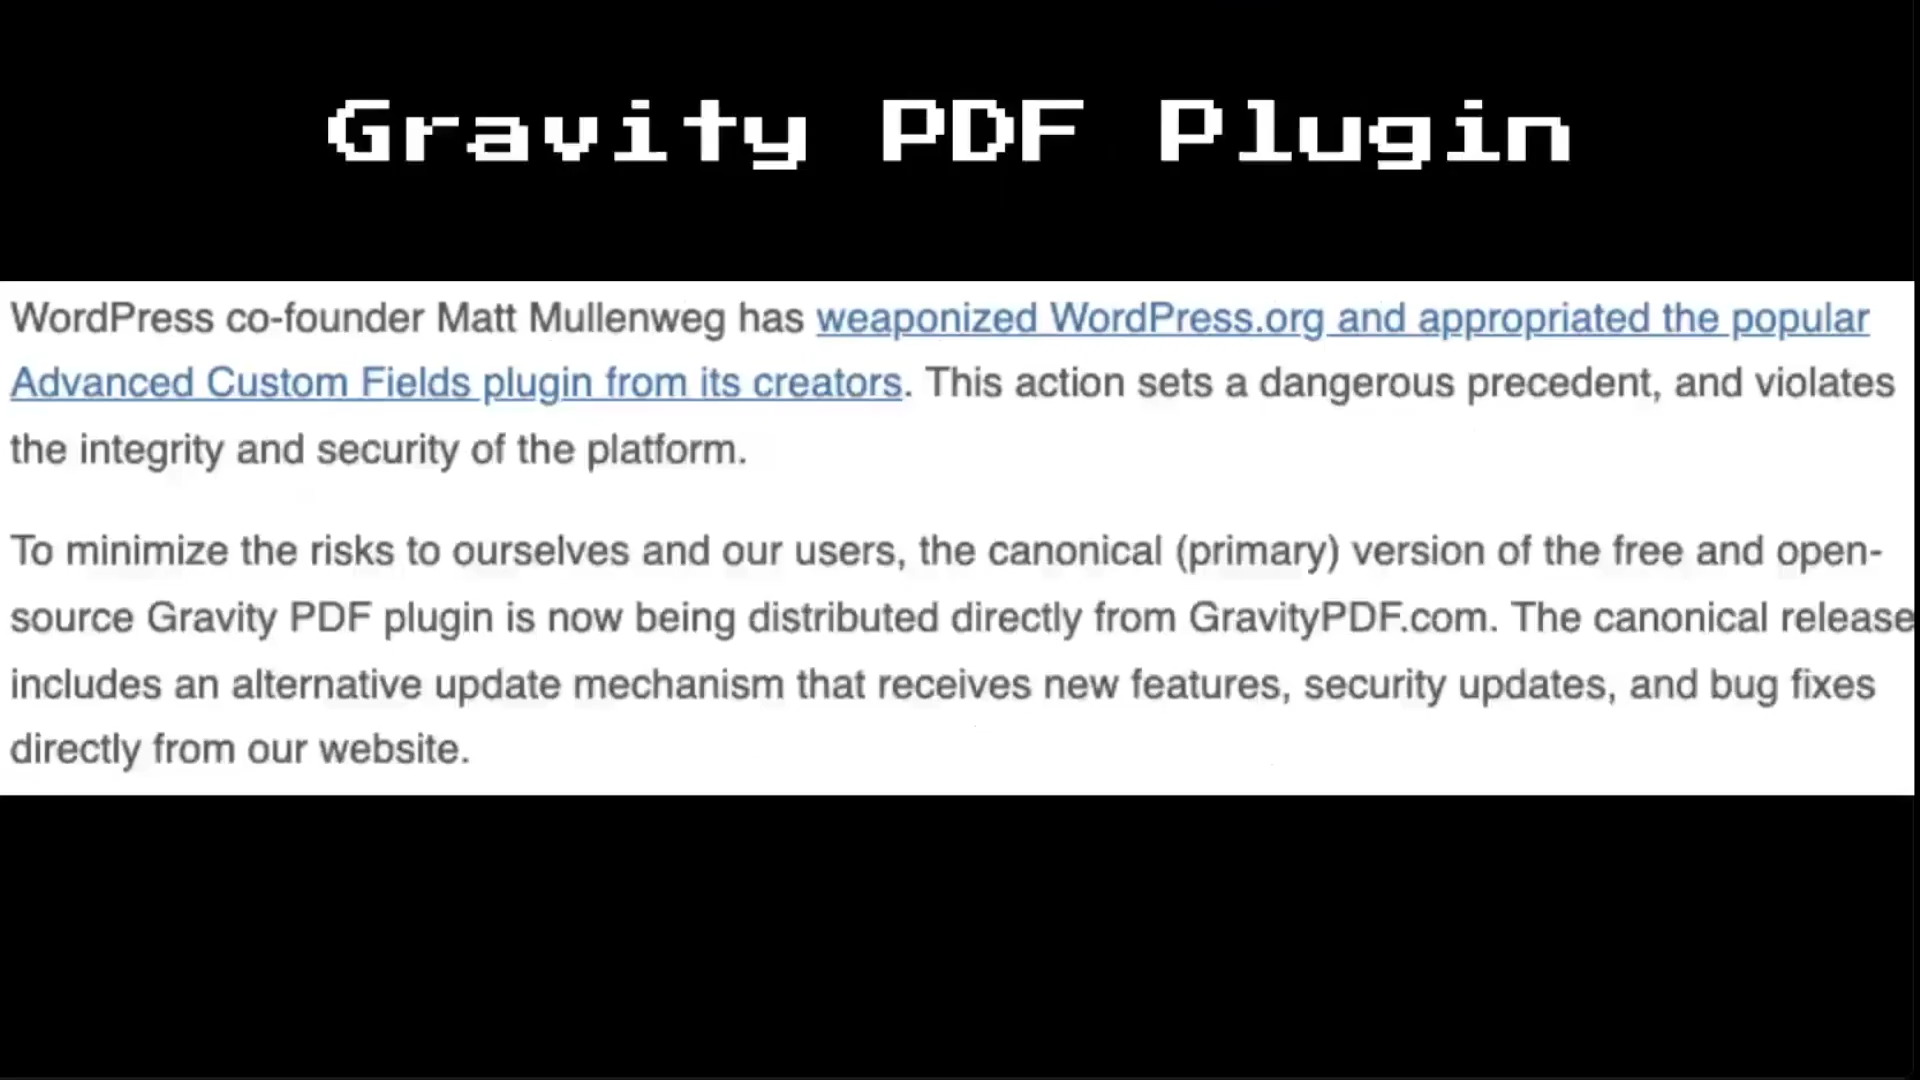 Gravity PDF Plugin
WordPress co-founder Matt Mullenweg has weaponized WordPress.org and appropriated the popular
Advanced Custom Fields plugin from its creators. This action sets a dangerous precedent, and violates
the integrity and security of the platform.
To minimize the risks to ourselves and our users, the canonical (primary) version of the free and open-
source Gravity PDF plugin is now being distributed directly from GravityPDF.com. The canonical release
includes an alternative update mechanism that receives new features, security updates, and bug fixes
directly from our website.